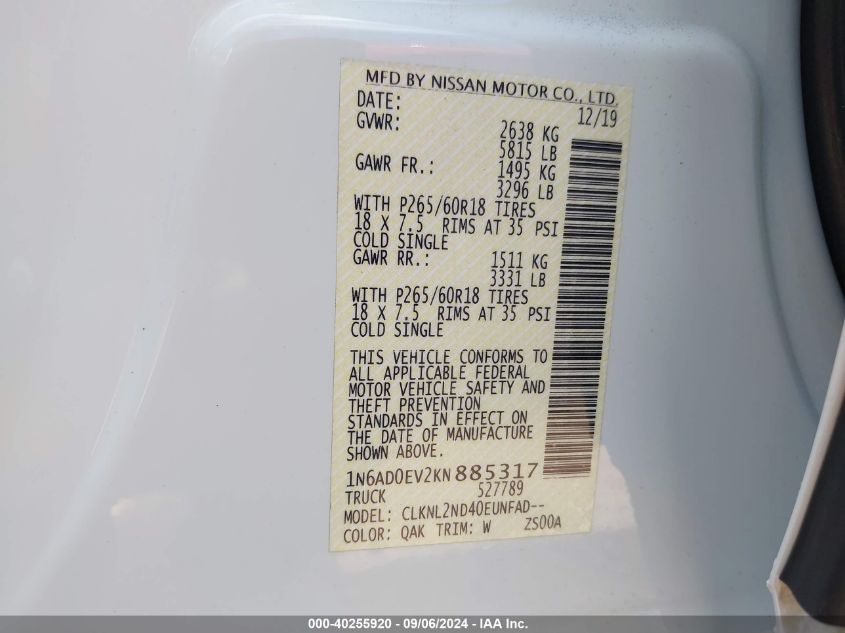 MFD BY NISSAN MOTOR CO., LTD.
DATE: 12/19
GVWR: 2638 KG
5815 LB
GAWR FR.: 1495 KG
3296 LB
WITH P265/60R18 TIRES
18 X 7.5 RIMS AT 35 PSI
COLD SINGLE
GAWR RR.: 1511 KG
3331 LB
WITH P265/60R18 TIRES
18 X 7.5 RIMS AT 35 PSI
COLD SINGLE
THIS VEHICLE CONFORMS TO
ALL APPLICABLE FEDERAL
MOTOR VEHICLE SAFETY AND
THEFT PREVENTION
STANDARDS IN EFFECT ON
THE DATE OF MANUFACTURE
SHOWN ABOVE.
1N6AD0EV2KN885317
TRUCK 527789
MODEL: CLKNL2ND40EUNFAD--
COLOR: QAK TRIM: W ZS00A
000-40255920 - 09/06/2024 - IAA Inc.